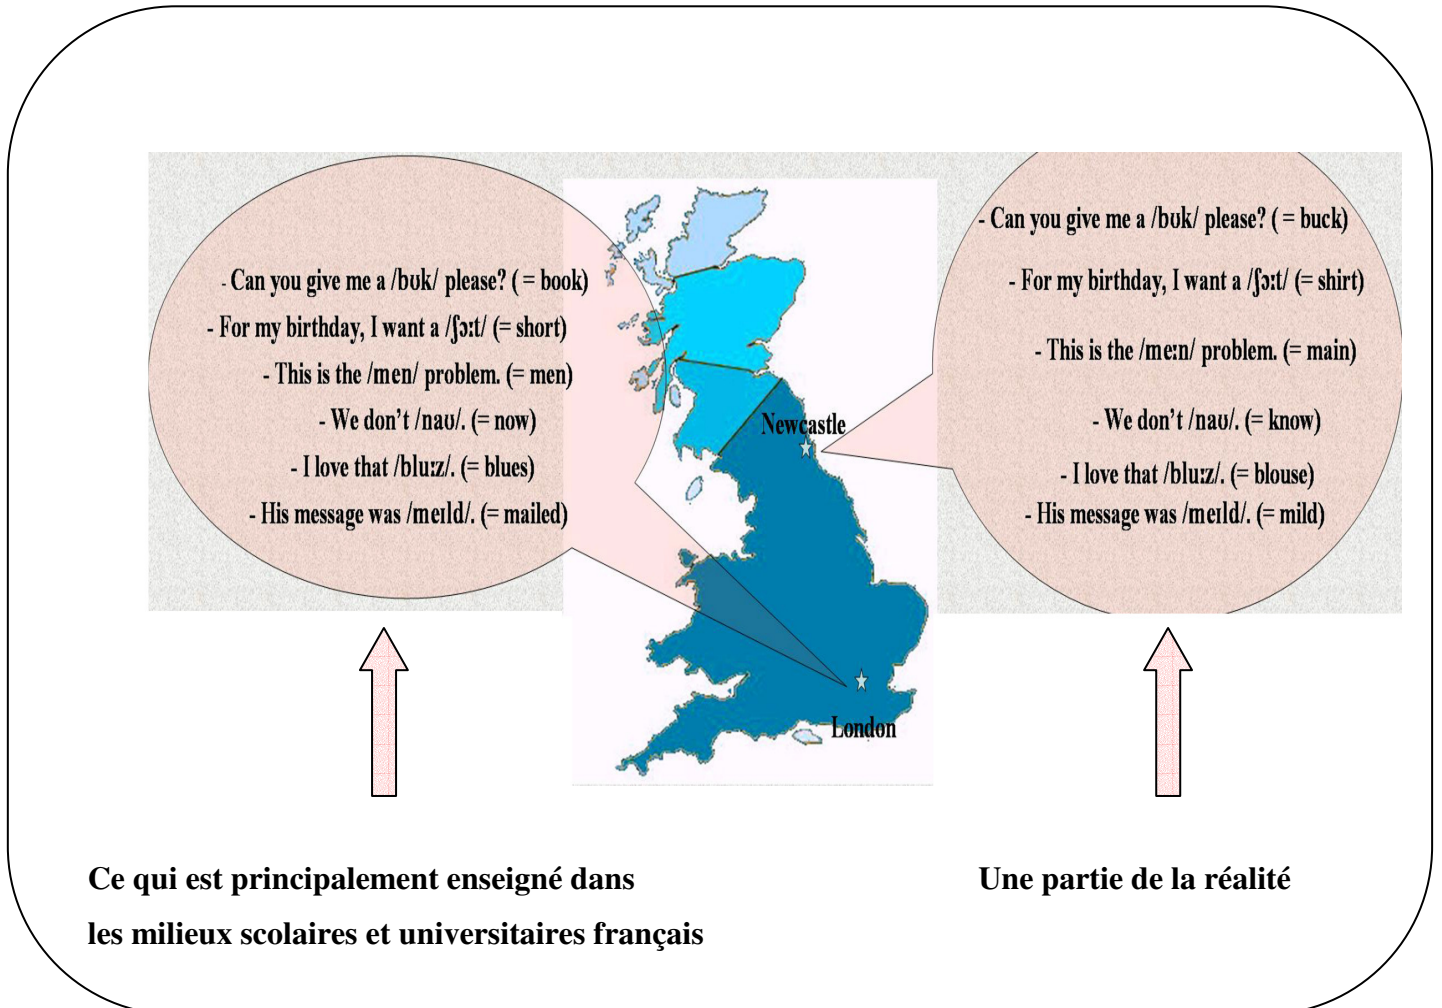 - Can you give me a /bʊk/ please? ( = book)
- For my birthday, I want a /ʃɔːt/ (= short)
- This is the /men/ problem. (= men)
- We don’t /naʊ/. (= now)
- I love that /bluːz/. (= blues)
- His message was /meɪld/. (= mailed)
- Can you give me a /bʊk/ please? ( = buck)
- For my birthday, I want a /ʃɔːt/ (= shirt)
- This is the /meːn/ problem. (= main)
- We don’t /naʊ/. (= know)
- I love that /bluːz/. (= blouse)
- His message was /meɪld/. (= mild)
Newcastle
London
Ce qui est principalement enseigné dans
les milieux scolaires et universitaires français
Une partie de la réalité